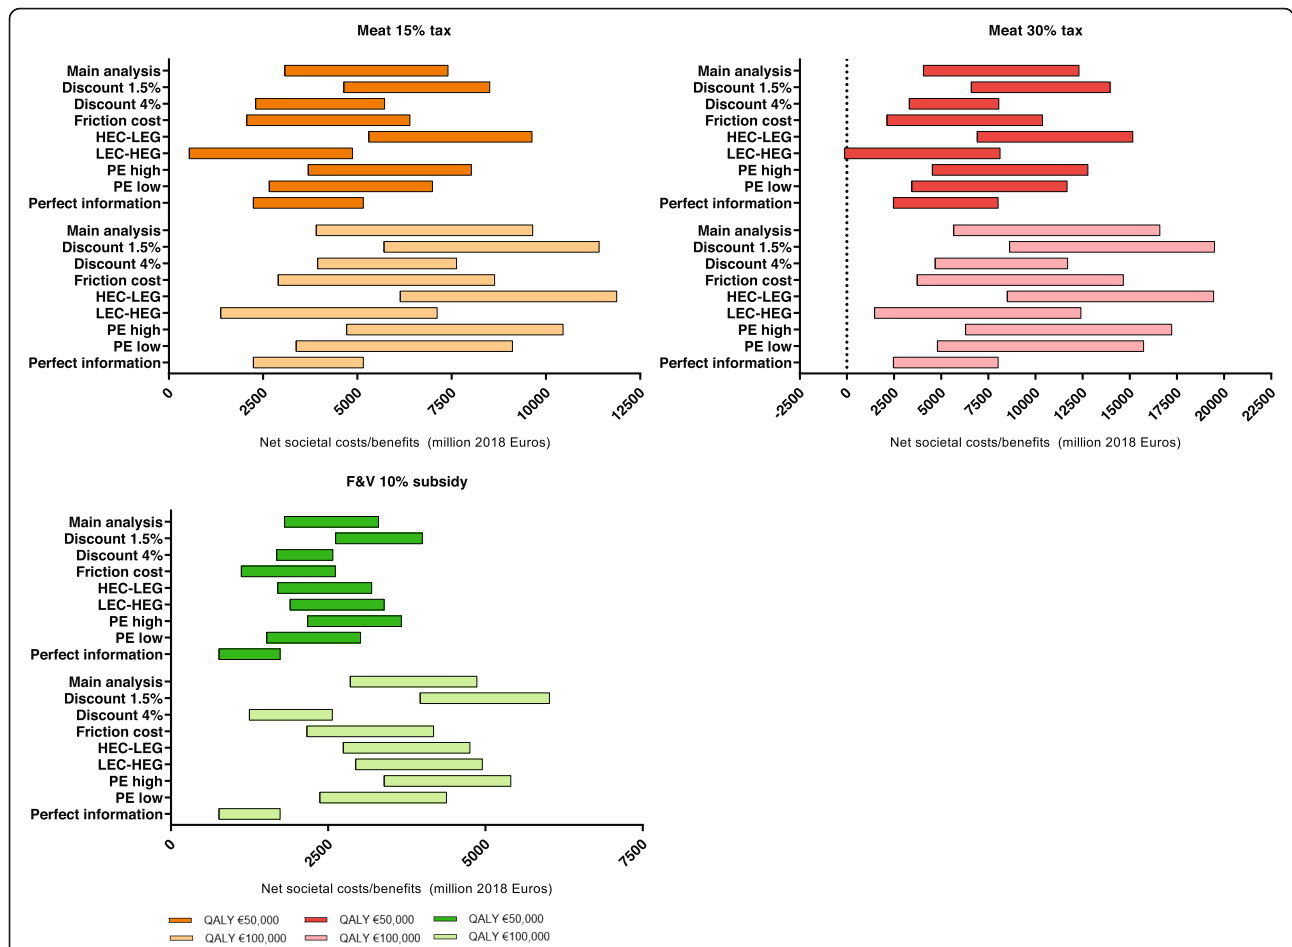 Meat 15% tax
Main analysis
Discount 1.5%
Discount 4%
Friction cost
HEC-LEG
LEC-HEG
PE high
PE low
Perfect information
Main analysis
Discount 1.5%
Discount 4%
Friction cost
HEC-LEG
LEC-HEG
PE high
PE low
Perfect information
0 2500 5000 7500 10000 12500
Net societal costs/benefits (million 2018 Euros)
Meat 30% tax
Main analysis
Discount 1.5%
Discount 4%
Friction cost
HEC-LEG
LEC-HEG
PE high
PE low
Perfect information
Main analysis
Discount 1.5%
Discount 4%
Friction cost
HEC-LEG
LEC-HEG
PE high
PE low
Perfect information
-2500 0 2500 5000 7500 10000 12500 15000 17500 20000 22500
Net societal costs/benefits (million 2018 Euros)
F&V 10% subsidy
Main analysis
Discount 1.5%
Discount 4%
Friction cost
HEC-LEG
LEC-HEG
PE high
PE low
Perfect information
Main analysis
Discount 1.5%
Discount 4%
Friction cost
HEC-LEG
LEC-HEG
PE high
PE low
Perfect information
0 2500 5000 7500
Net societal costs/benefits (million 2018 Euros)
QALY €50,000 QALY €50,000 QALY €50,000
QALY €100,000 QALY €100,000 QALY €100,000